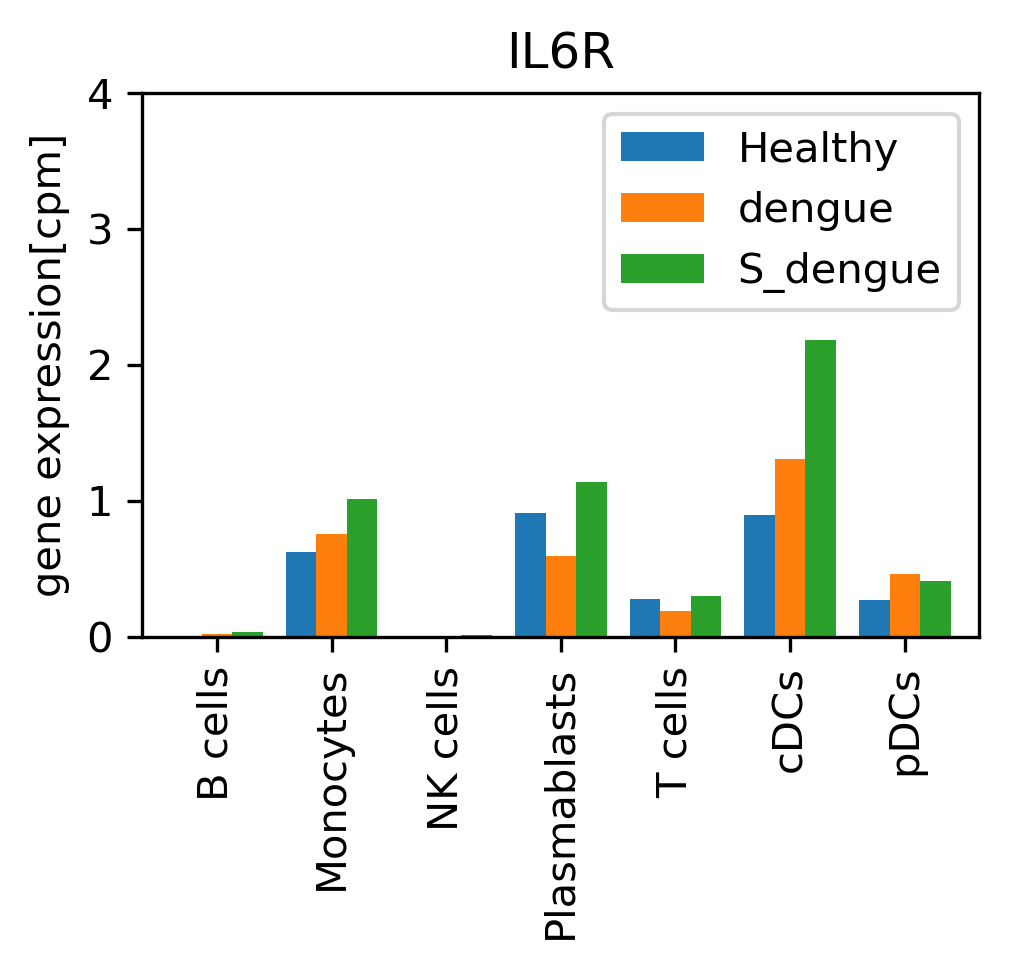 IL6R
gene expression[cpm]
4
3
2
1
0
Healthy
dengue
S_dengue
B cells
Monocytes
NK cells
Plasmablasts
T cells
cDCs
pDCs